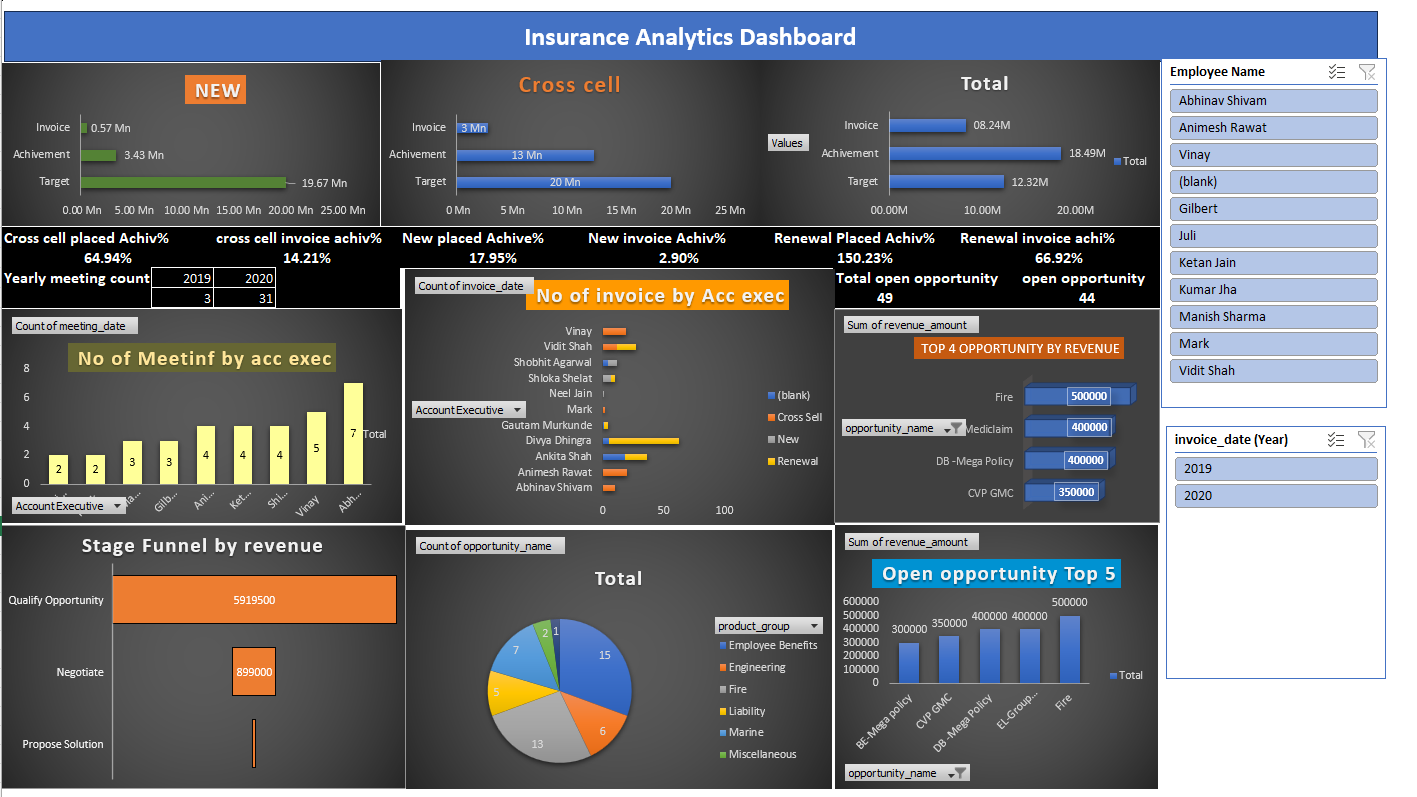 Insurance Analytics Dashboard
NEW
Invoice
0.57 Mn
Achivement
3.43 Mn
Target
19.67 Mn
0.00 Mn 5.00 Mn 10.00 Mn 15.00 Mn 20.00 Mn 25.00 Mn
Cross cell
Invoice
3 Mn
Achievement
13 Mn
Target
20 Mn
0 Mn 5 Mn 10 Mn 15 Mn 20 Mn 25 Mn
Total
Values
Invoice
08.24M
Achievement
18.49M
Target
12.32M
Total
00.00M 10.00M 20.00M
Employee Name
Abhinav Shivam
Animesh Rawat
Vinay
(blank)
Gilbert
Juli
Ketan Jain
Kumar Jha
Manish Sharma
Mark
Vidit Shah
Cross cell placed Achiv% cross cell invoice achiv% New placed Achive% New invoice Achiv% Renewal Placed Achiv% Renewal invoice achi%
64.94% 14.21% 17.95% 2.90% 150.23% 66.92%
Yearly meeting count 2019 2020
3 31
Total open opportunity open opportunity
49 44
Count of meeting_date
No of Meetinf by acc exec
8
6
4
2
0
2 2 3 3 4 4 4 5 7
Total
Gilb... Ani... Ket... Shi... Vinay Abh...
Account Executive
Count of invoice_date
No of invoice by Acc exec
Vinay
Vidit Shah
Shobhit Agarwal
Shloka Shelat
Neel Jain
Mark
Gautam Murkunde
Divya Dhingra
Ankita Shah
Animesh Rawat
Abhinav Shivam
0 50 100
Account Executive
(blank)
Cross Sell
New
Renewal
Sum of revenue_amount
TOP 4 OPPORTUNITY BY REVENUE
opportunity_name
Fire
500000
Mediclaim
400000
DB -Mega Policy
400000
CVP GMC
350000
invoice_date (Year)
2019
2020
Stage Funnel by revenue
Qualify Opportunity
5919500
Negotiate
899000
Propose Solution
Count of opportunity_name
Total
15
6
13
5
7
2
1
product_group
Employee Benefits
Engineering
Fire
Liability
Marine
Miscellaneous
Sum of revenue_amount
Open opportunity Top 5
600000
500000
400000
300000
200000
100000
0
300000 350000 400000 400000 500000
Total
BE-Mega policy CVP GMC DB -Mega Policy EL-Group... Fire
opportunity_name